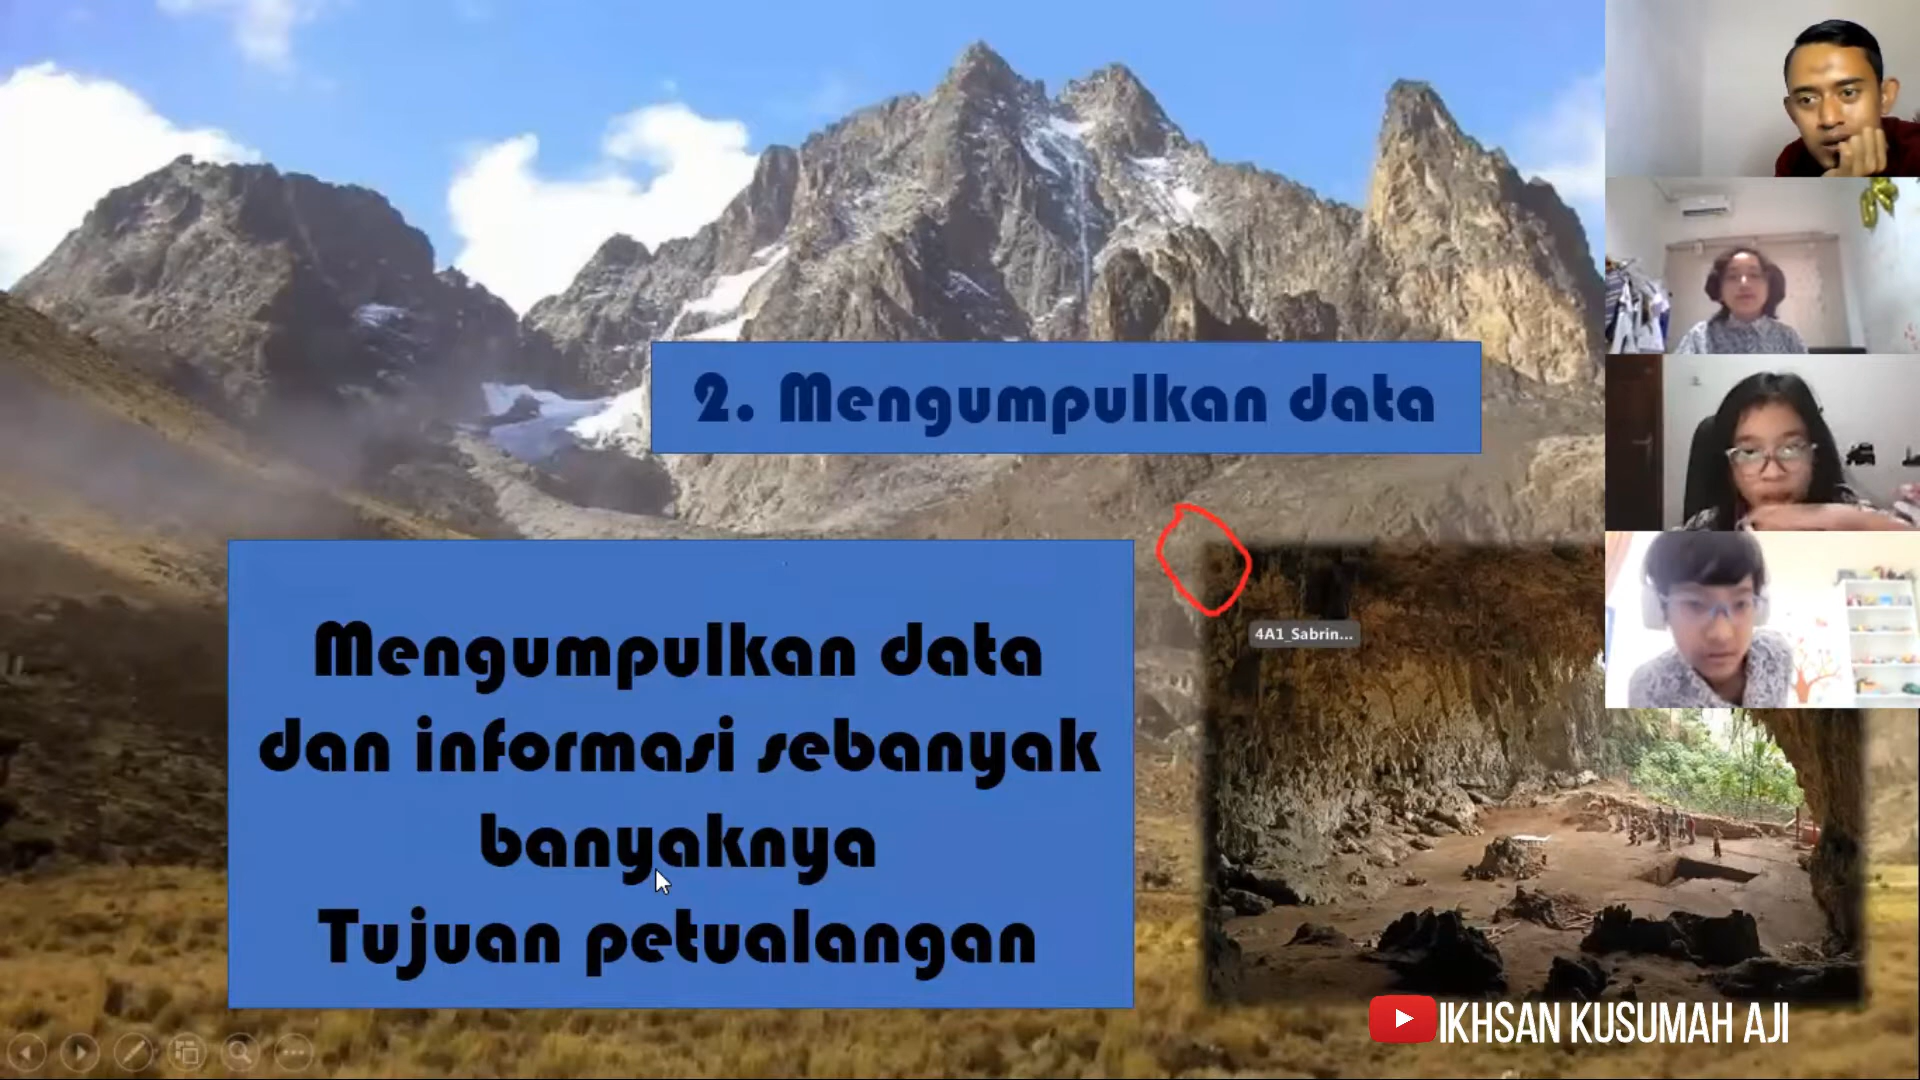 2. Mengumpulkan data
Mengumpulkan data
dan informasi sebanyak
banyaknya
Tujuan petualangan
4A1_Sabrin...
IKHSAN KUSUMAH AJI